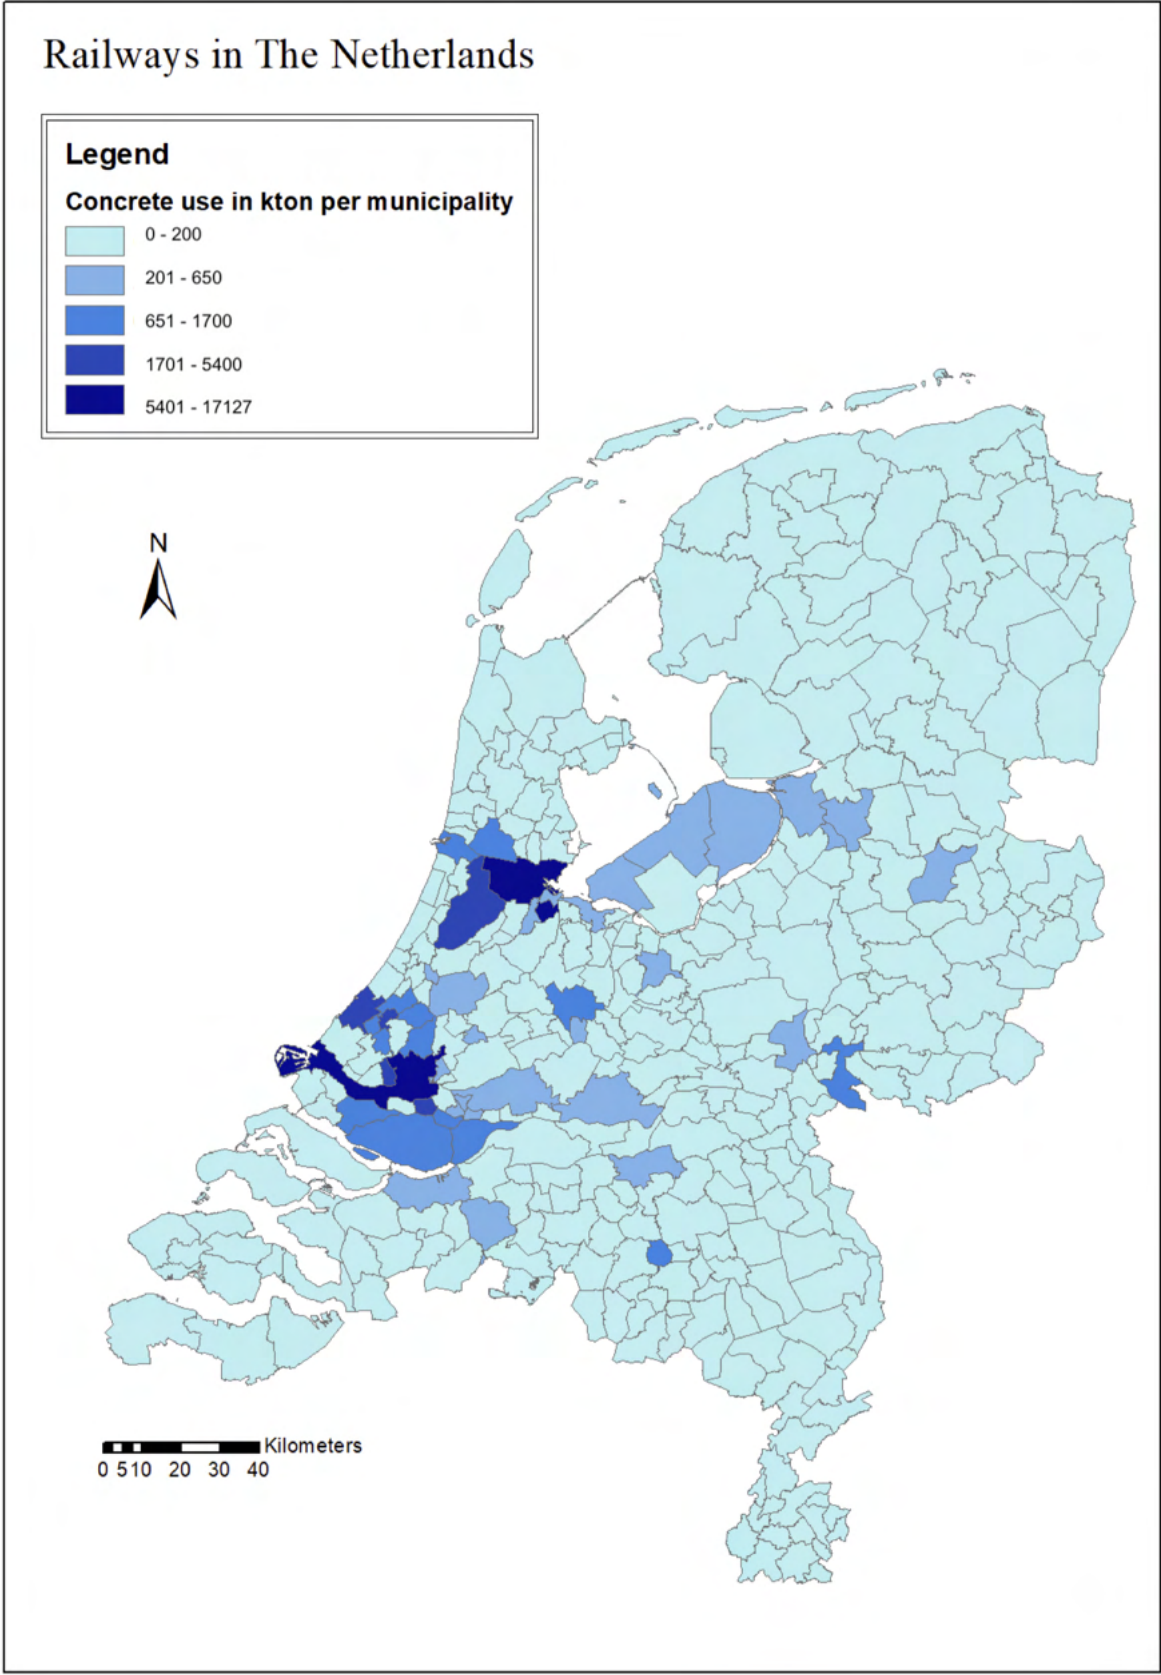 Railways in The Netherlands
Legend
Concrete use in kton per municipality
0 - 200
201 - 650
651 - 1700
1701 - 5400
5401 - 17127
N
Kilometers
0 5 10 20 30 40